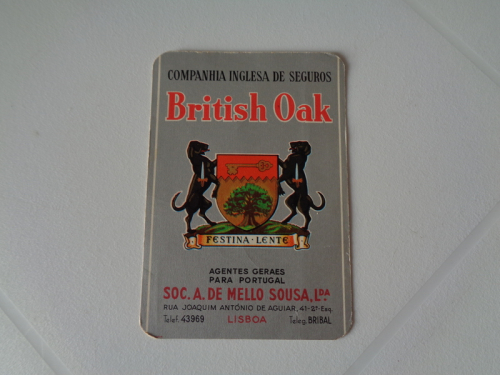 COMPANHIA INGLESA DE SEGUROS
British Oak
FESTINA · LENTE
AGENTES GERAES
PARA PORTUGAL
SOC. A. DE MELLO SOUSA, LDA.
RUA JOAQUIM ANTÓNIO DE AGUIAR, 41-2º-Esq.
Telef. 43969 LISBOA Teleg. BRIBAL